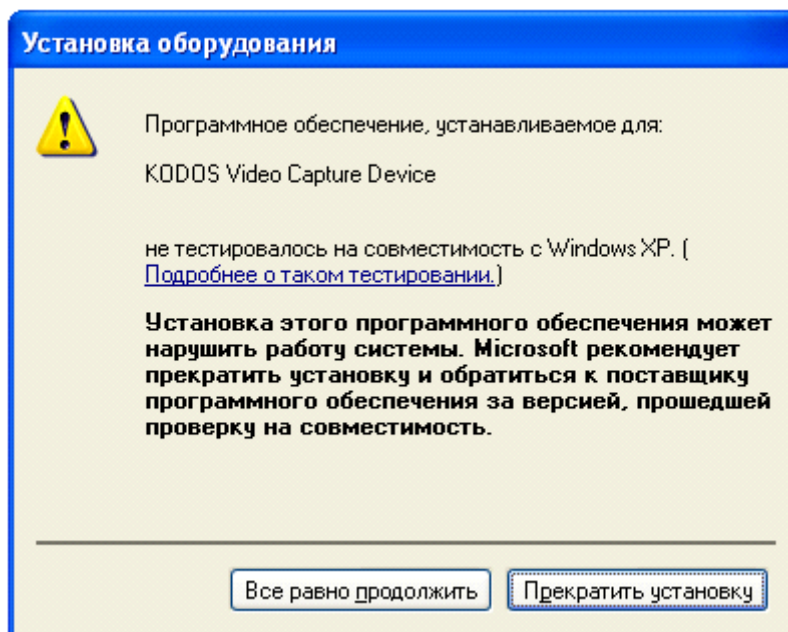 Установка оборудования
Программное обеспечение, устанавливаемое для:
KODOS Video Capture Device
не тестировалось на совместимость с Windows XP. (
Подробнее о таком тестировании.)
Установка этого программного обеспечения может
нарушить работу системы. Microsoft рекомендует
прекратить установку и обратиться к поставщику
программного обеспечения за версией, прошедшей
проверку на совместимость.
Все равно продолжить Прекратить установку